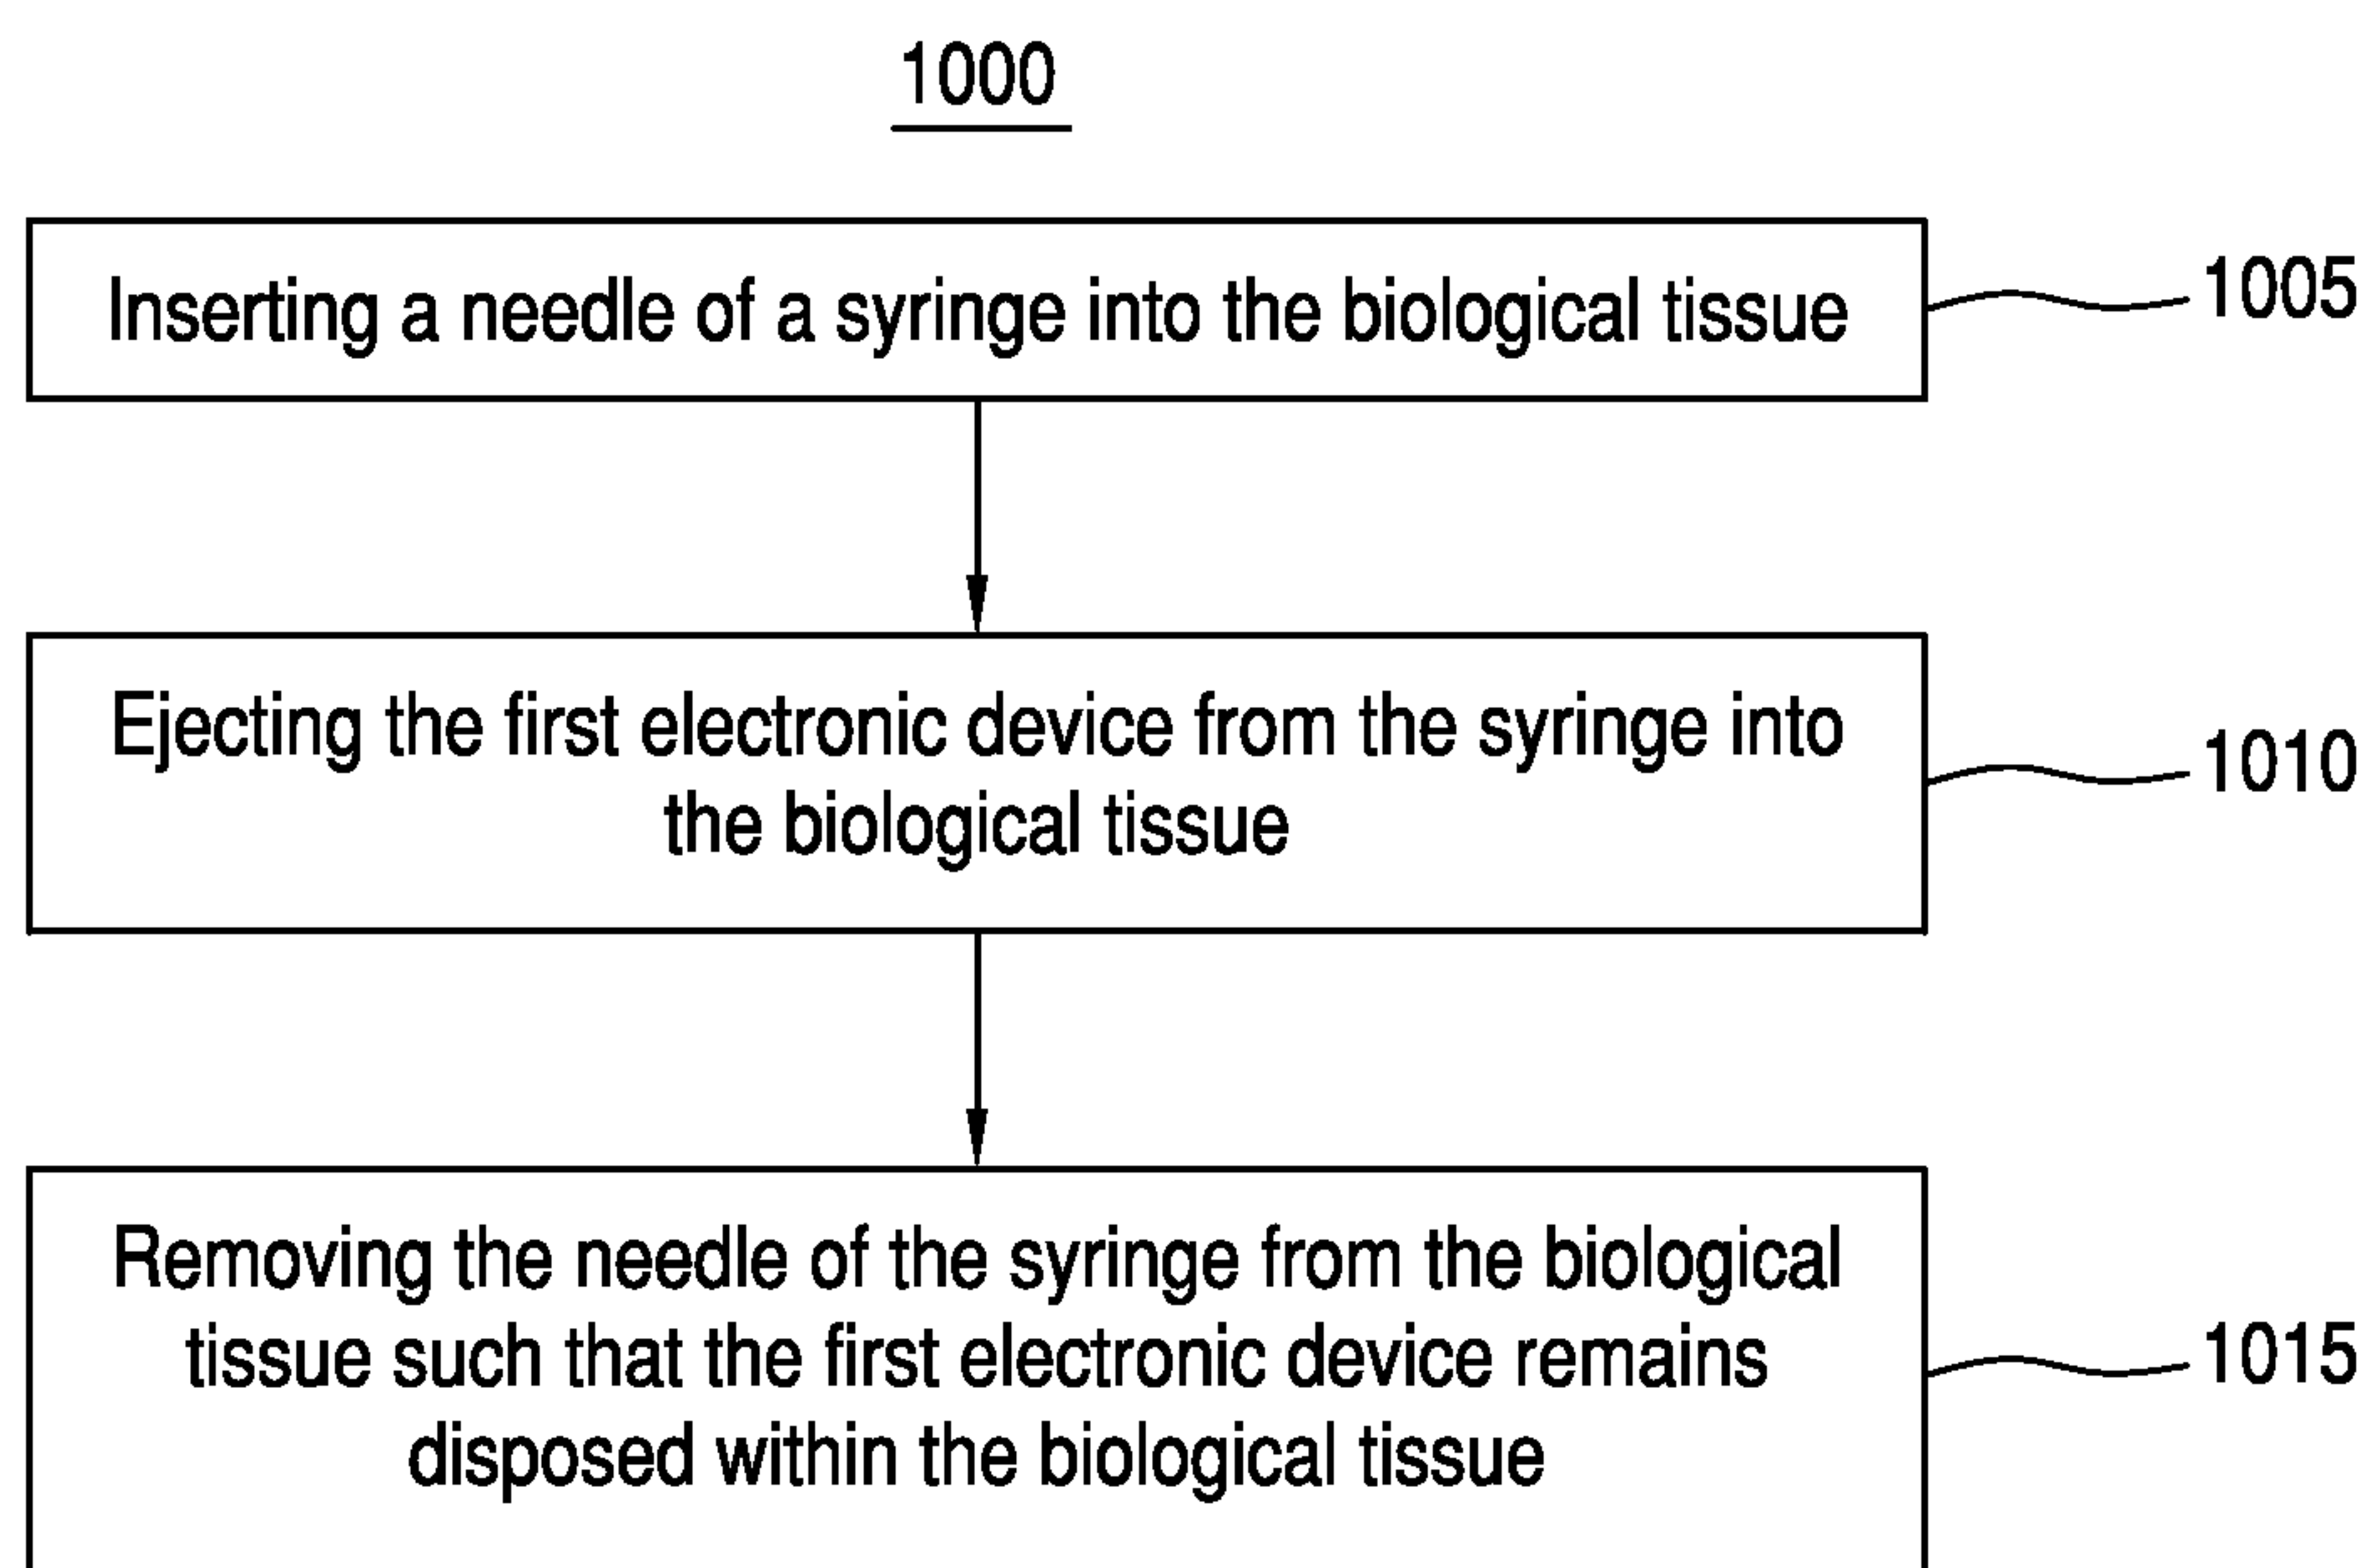 1000
Inserting a needle of a syringe into the biological tissue
1005
Ejecting the first electronic device from the syringe into
the biological tissue
1010
Removing the needle of the syringe from the biological
tissue such that the first electronic device remains
disposed within the biological tissue
1015